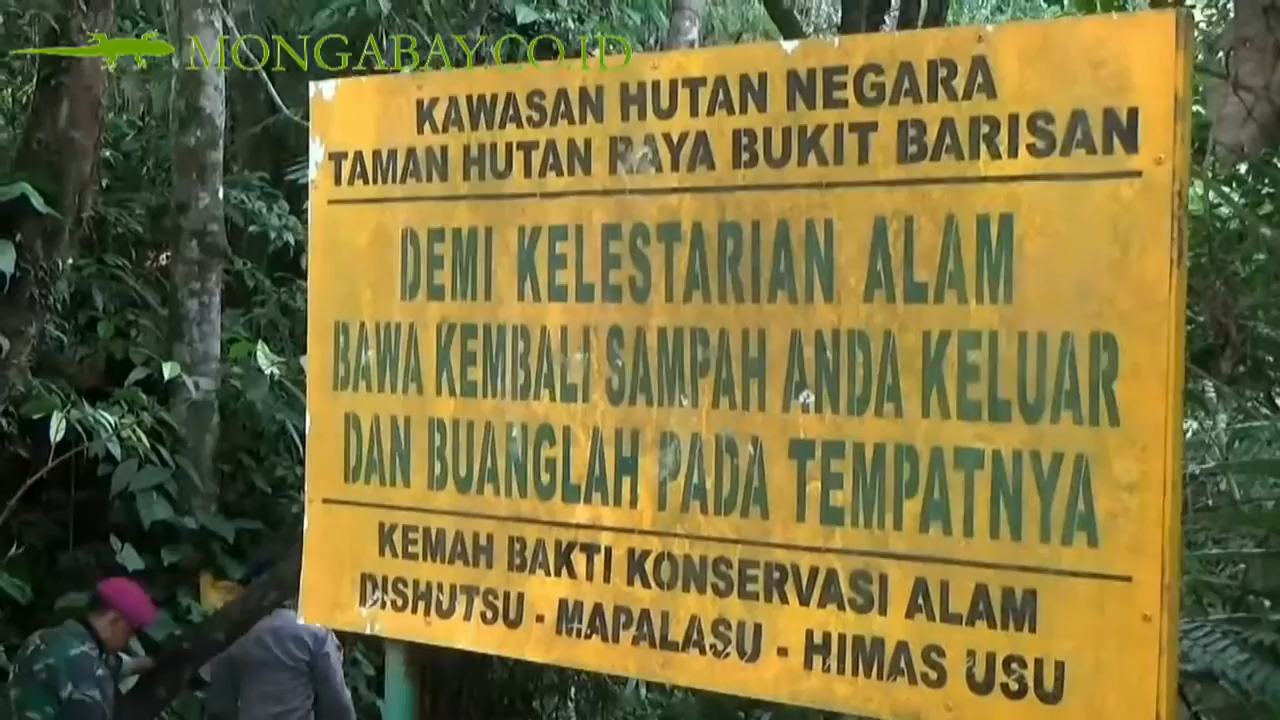 MONGABAY.CO.ID
KAWASAN HUTAN NEGARA
TAMAN HUTAN RAYA BUKIT BARISAN
DEMI KELESTARIAN ALAM
BAWA KEMBALI SAMPAH ANDA KELUAR
DAN BUANGLAH PADA TEMPATNYA
KEMAH BAKTI KONSERVASI ALAM
DISHUTSU - MAPALASU - HIMAS USU